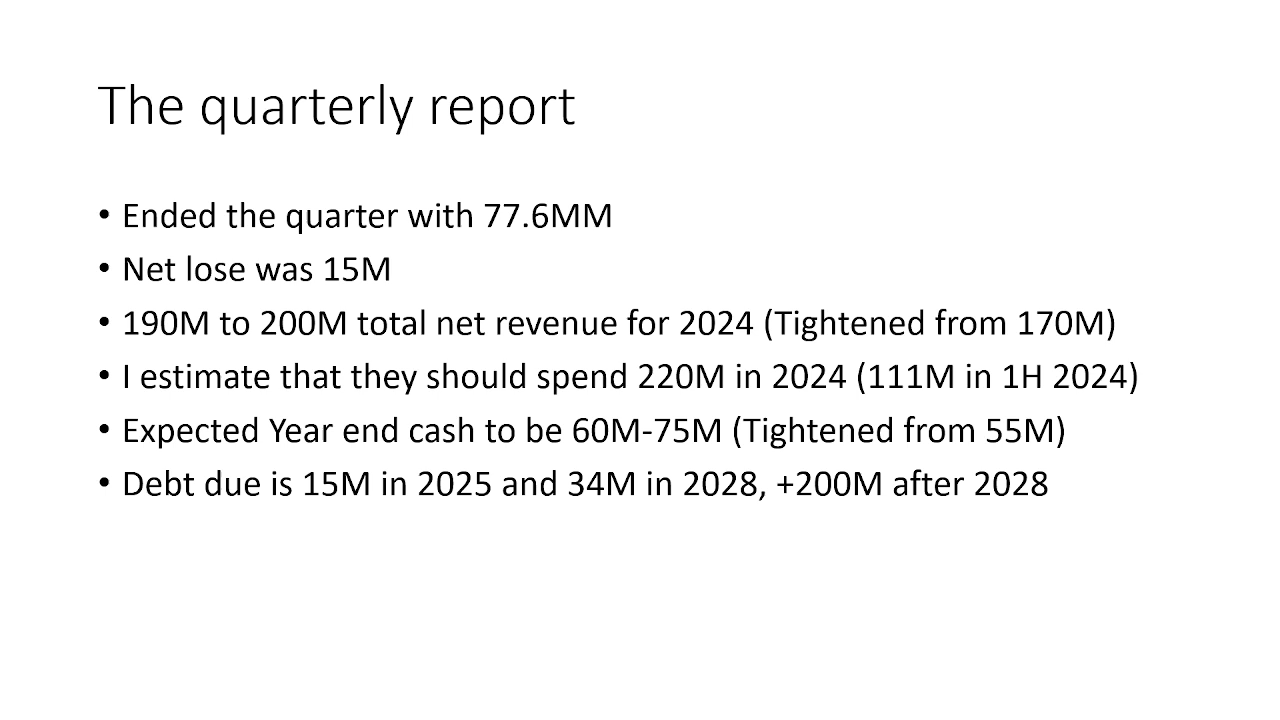 The quarterly report
• Ended the quarter with 77.6MM
• Net lose was 15M
• 190M to 200M total net revenue for 2024 (Tightened from 170M)
• I estimate that they should spend 220M in 2024 (111M in 1H 2024)
• Expected Year end cash to be 60M-75M (Tightened from 55M)
• Debt due is 15M in 2025 and 34M in 2028, +200M after 2028